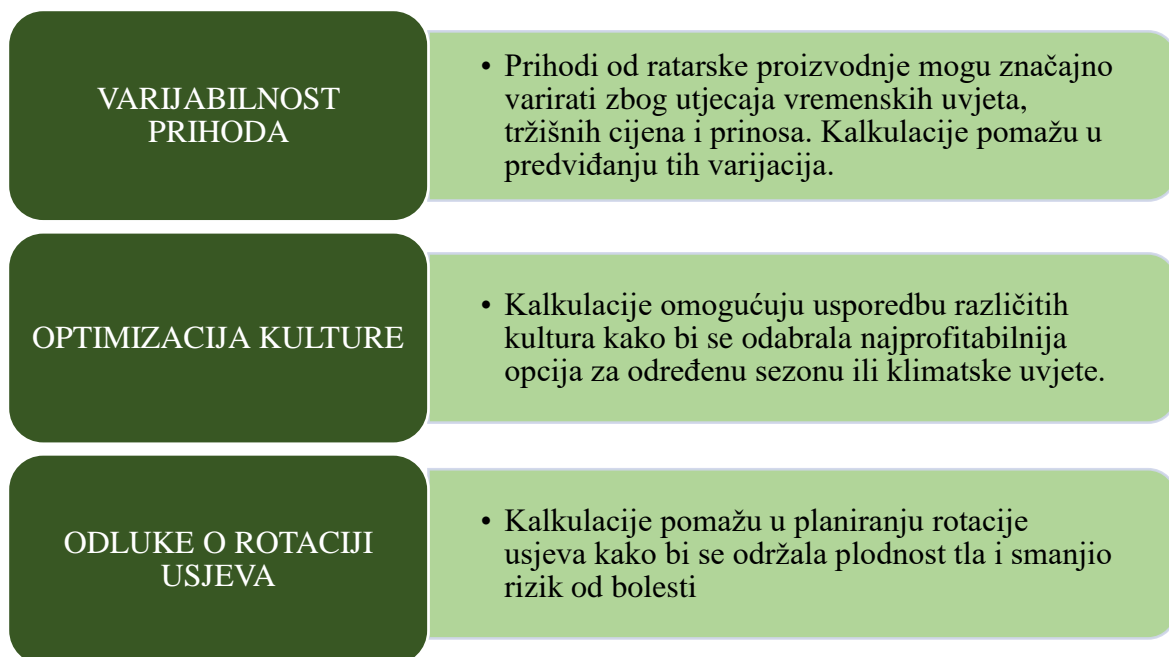 VARIJABILNOST
PRIHODA
• Prihodi od ratarske proizvodnje mogu značajno
varirati zbog utjecaja vremenskih uvjeta,
tržišnih cijena i prinosa. Kalkulacije pomažu u
predviđanju tih varijacija.
OPTIMIZACIJA KULTURE
• Kalkulacije omogućuju usporedbu različitih
kultura kako bi se odabrala najprofitabilnija
opcija za određenu sezonu ili klimatske uvjete.
ODLUKE O ROTACIJI
USJEVA
• Kalkulacije pomažu u planiranju rotacije
usjeva kako bi se održala plodnost tla i smanjio
rizik od bolesti